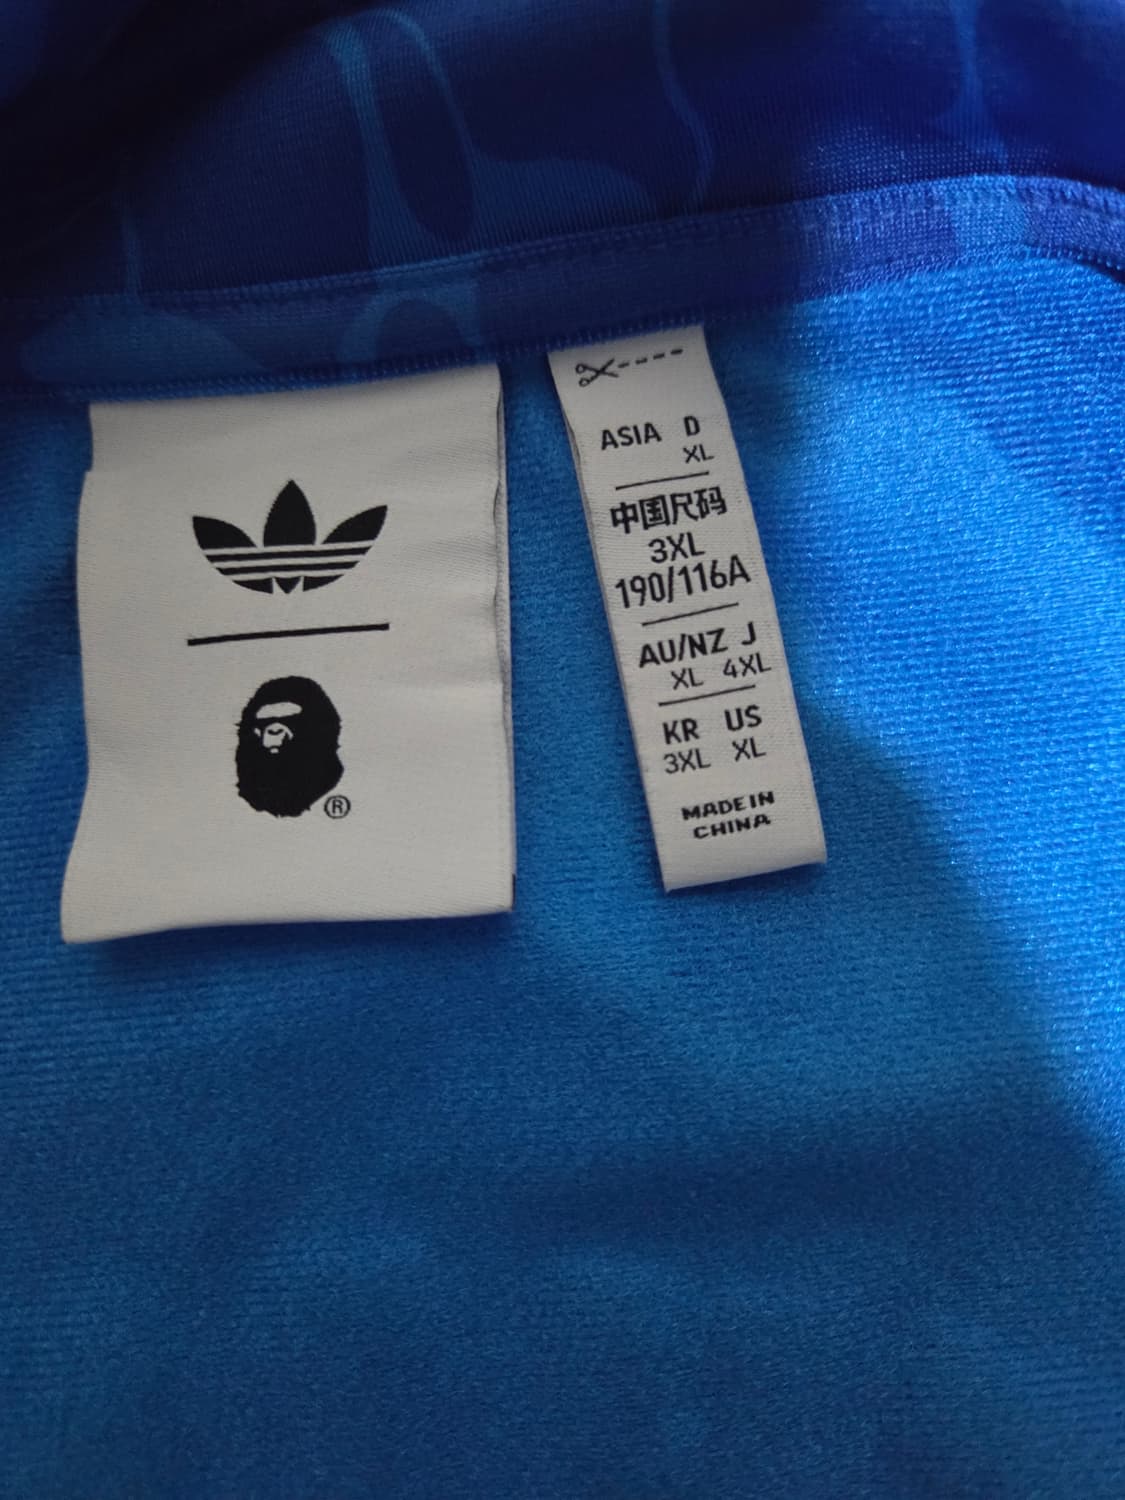 ®
ASIA D
XL
中国尺码
3XL
190/116A
AU/NZ J
XL 4XL
KR US
3XL XL
MADE IN
CHINA